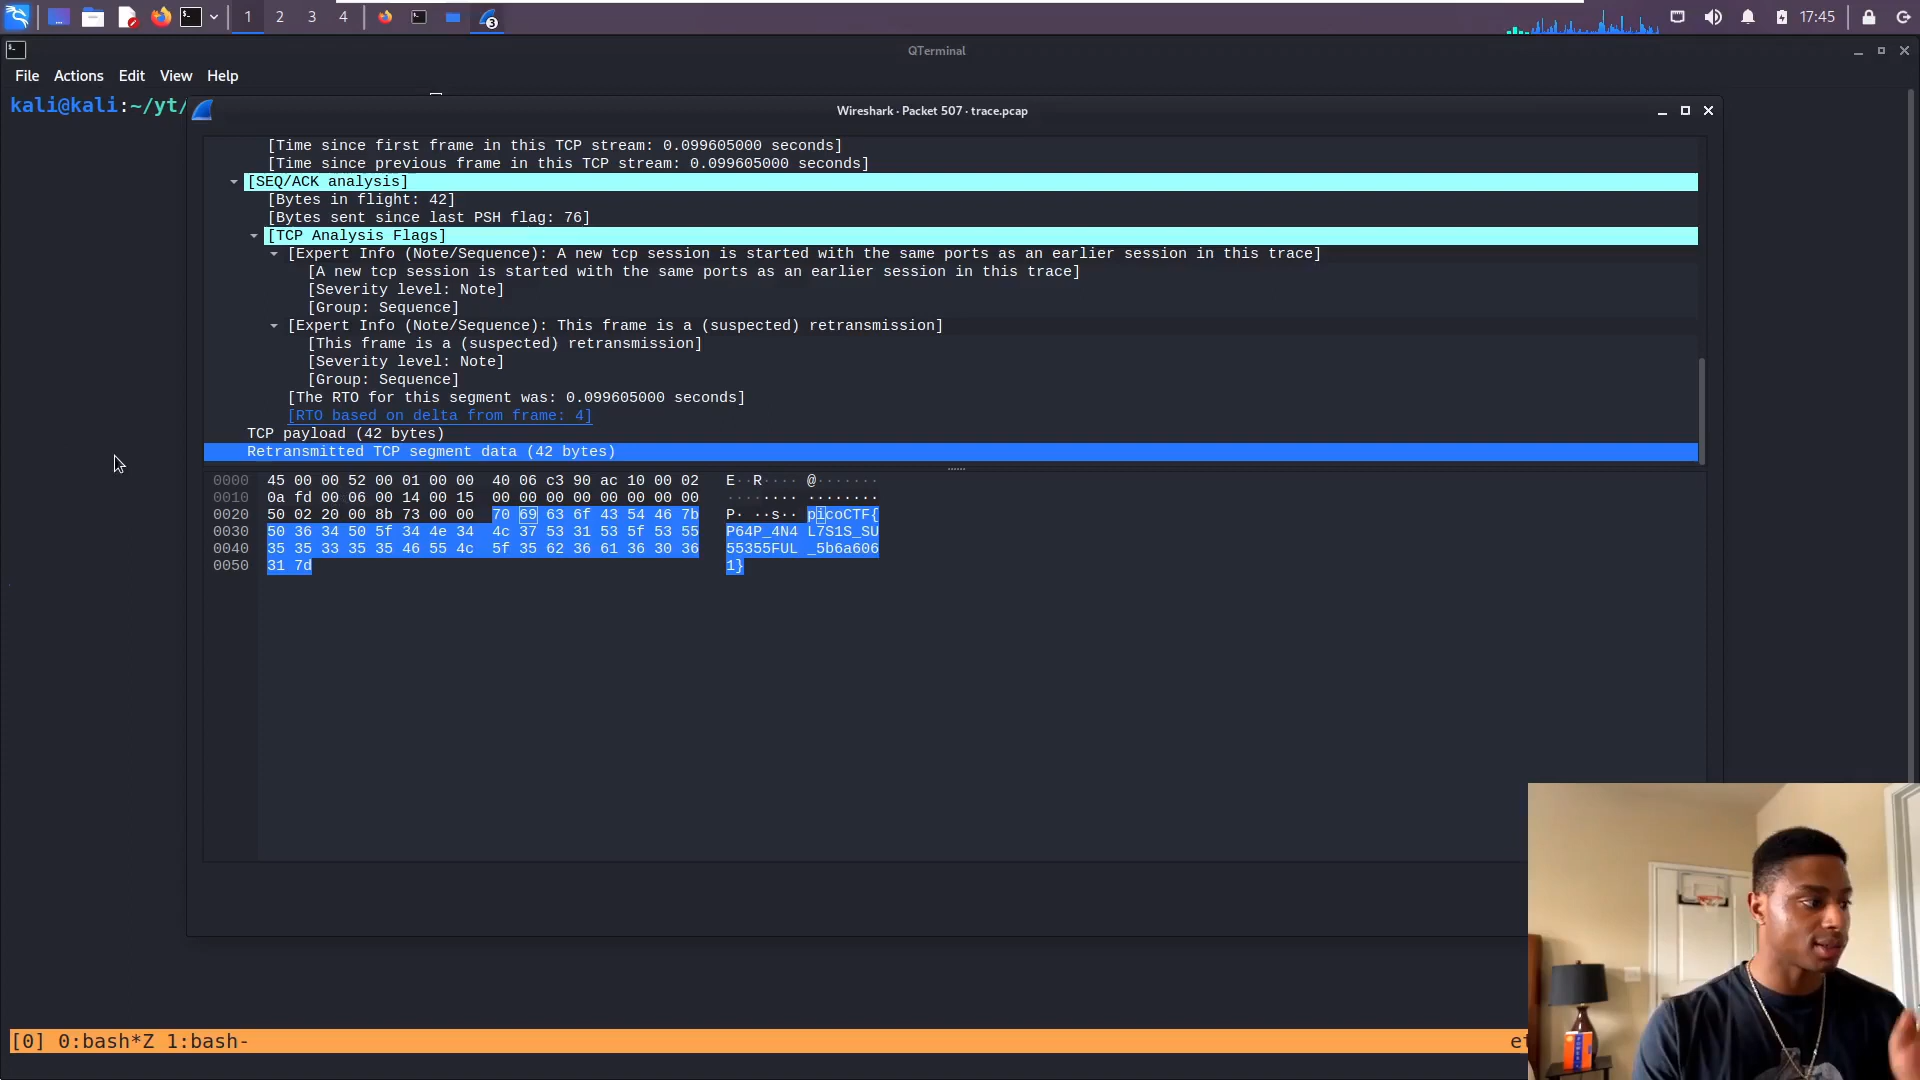 1 2 3 4
3
17:45
QTerminal
File Actions Edit View Help
kali@kali:~/yt/
Wireshark · Packet 507 · trace.pcap
[Time since first frame in this TCP stream: 0.099605000 seconds]
[Time since previous frame in this TCP stream: 0.099605000 seconds]
[SEQ/ACK analysis]
[Bytes in flight: 42]
[Bytes sent since last PSH flag: 76]
[TCP Analysis Flags]
[Expert Info (Note/Sequence): A new tcp session is started with the same ports as an earlier session in this trace]
[A new tcp session is started with the same ports as an earlier session in this trace]
[Severity level: Note]
[Group: Sequence]
[Expert Info (Note/Sequence): This frame is a (suspected) retransmission]
[This frame is a (suspected) retransmission]
[Severity level: Note]
[Group: Sequence]
[The RTO for this segment was: 0.099605000 seconds]
[RTO based on delta from frame: 4]
TCP payload (42 bytes)
Retransmitted TCP segment data (42 bytes)
0000 45 00 00 52 00 01 00 00 40 06 c3 90 ac 10 00 02 E··R···· @·······
0010 0a fd 00 06 00 14 00 15 00 00 00 00 00 00 00 00 ········ ········
0020 50 02 20 00 8b 73 00 00 70 69 63 6f 43 54 46 7b P· ··s·· picoCTF{
0030 50 36 34 50 5f 34 4e 34 4c 37 53 31 53 5f 53 55 P64P_4N4 L7S1S_SU
0040 35 35 33 35 35 46 55 4c 5f 35 62 36 61 36 30 36 55355FUL _5b6a606
0050 31 7d 1}
[0] 0:bash*Z 1:bash-